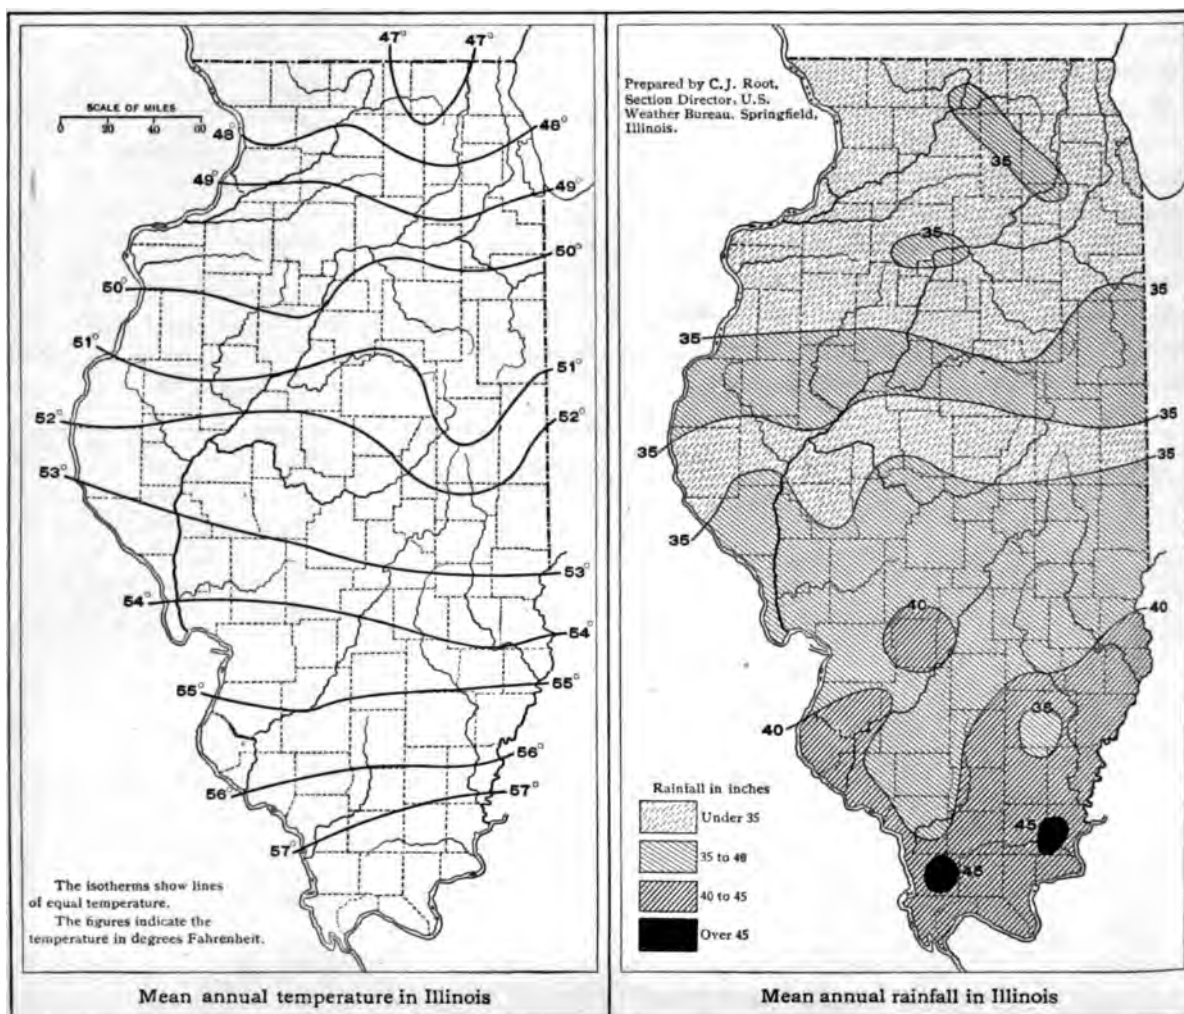 47° 47°
SCALE OF MILES
0 20 40 60
48° 48°
49° 49°
50°
50°
51°
51°
52° 52°
53°
53°
54°
54°
55° 55°
56°
56
57°
57°
The isotherms show lines
of equal temperature.
The figures indicate the
temperature in degrees Fahrenheit.
Mean annual temperature in Illinois
Prepared by C. J. Root,
Section Director, U.S.
Weather Bureau, Springfield,
Illinois.
35
35
35
35
35
35
35
35
40
40
40
35
45
45
Rainfall in inches
Under 35
35 to 40
40 to 45
Over 45
Mean annual rainfall in Illinois